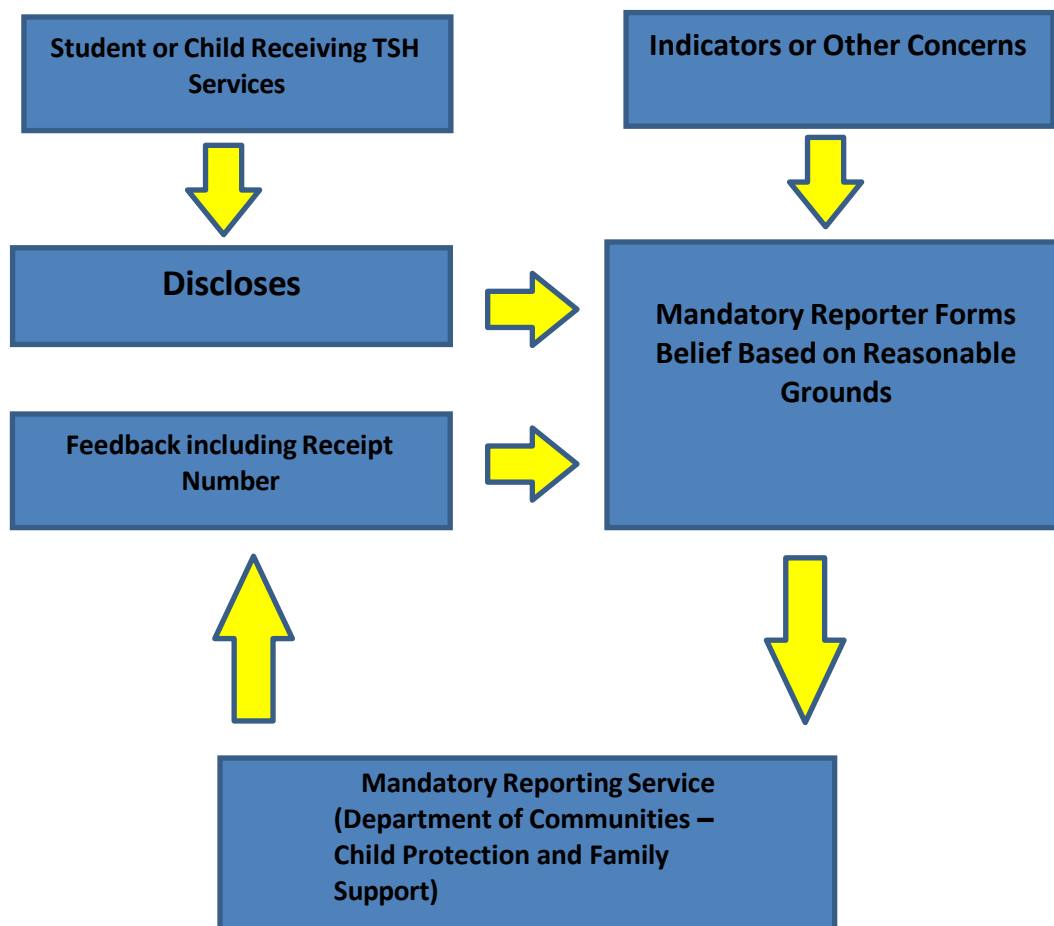 Student or Child Receiving TSH
Services
Indicators or Other Concerns
Discloses
Mandatory Reporter Forms
Belief Based on Reasonable
Grounds
Feedback including Receipt
Number
Mandatory Reporting Service
(Department of Communities –
Child Protection and Family
Support)